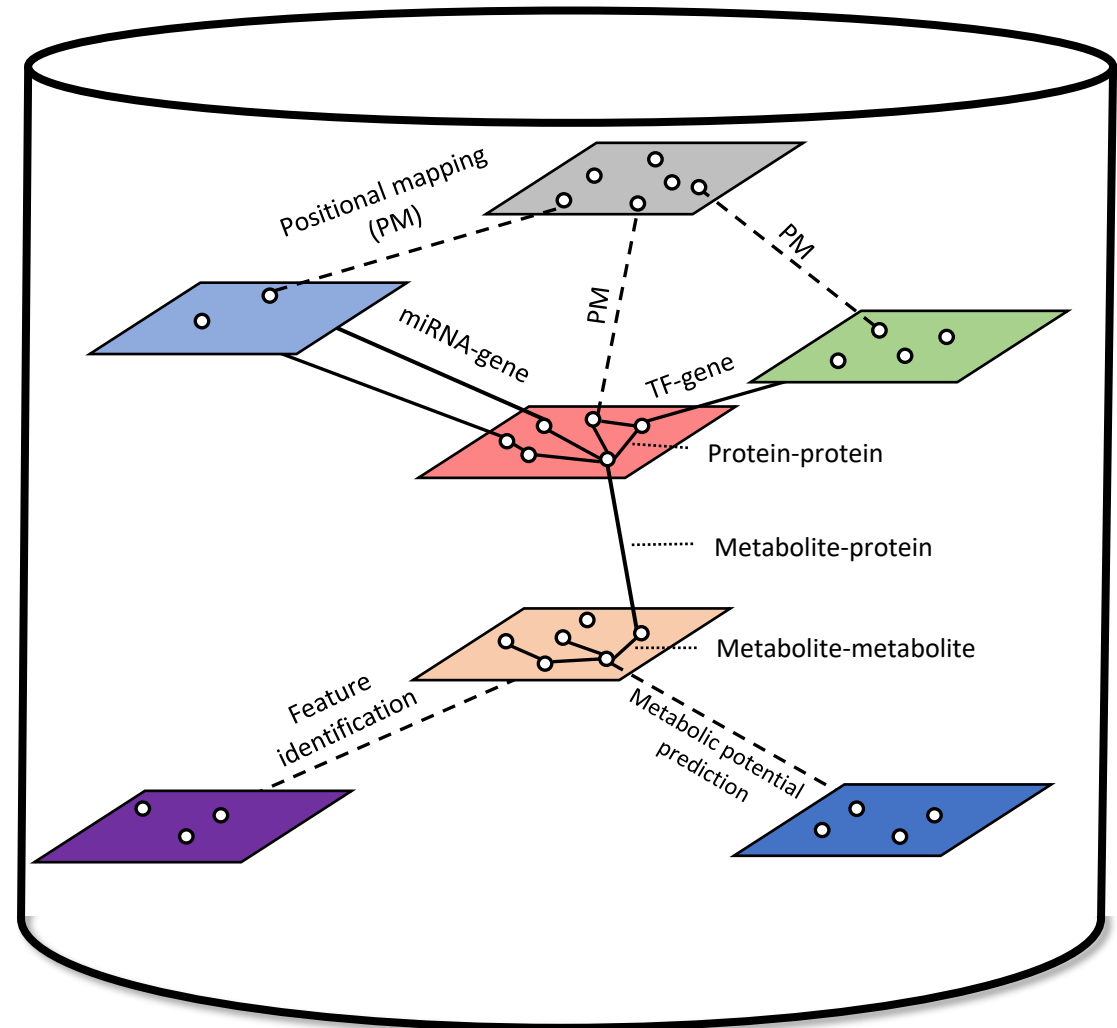 Positional mapping
(PM)
PM
PM
miRNA-gene
TF-gene
Protein-protein
Metabolite-protein
Metabolite-metabolite
Feature
identification
Metabolic potential
prediction